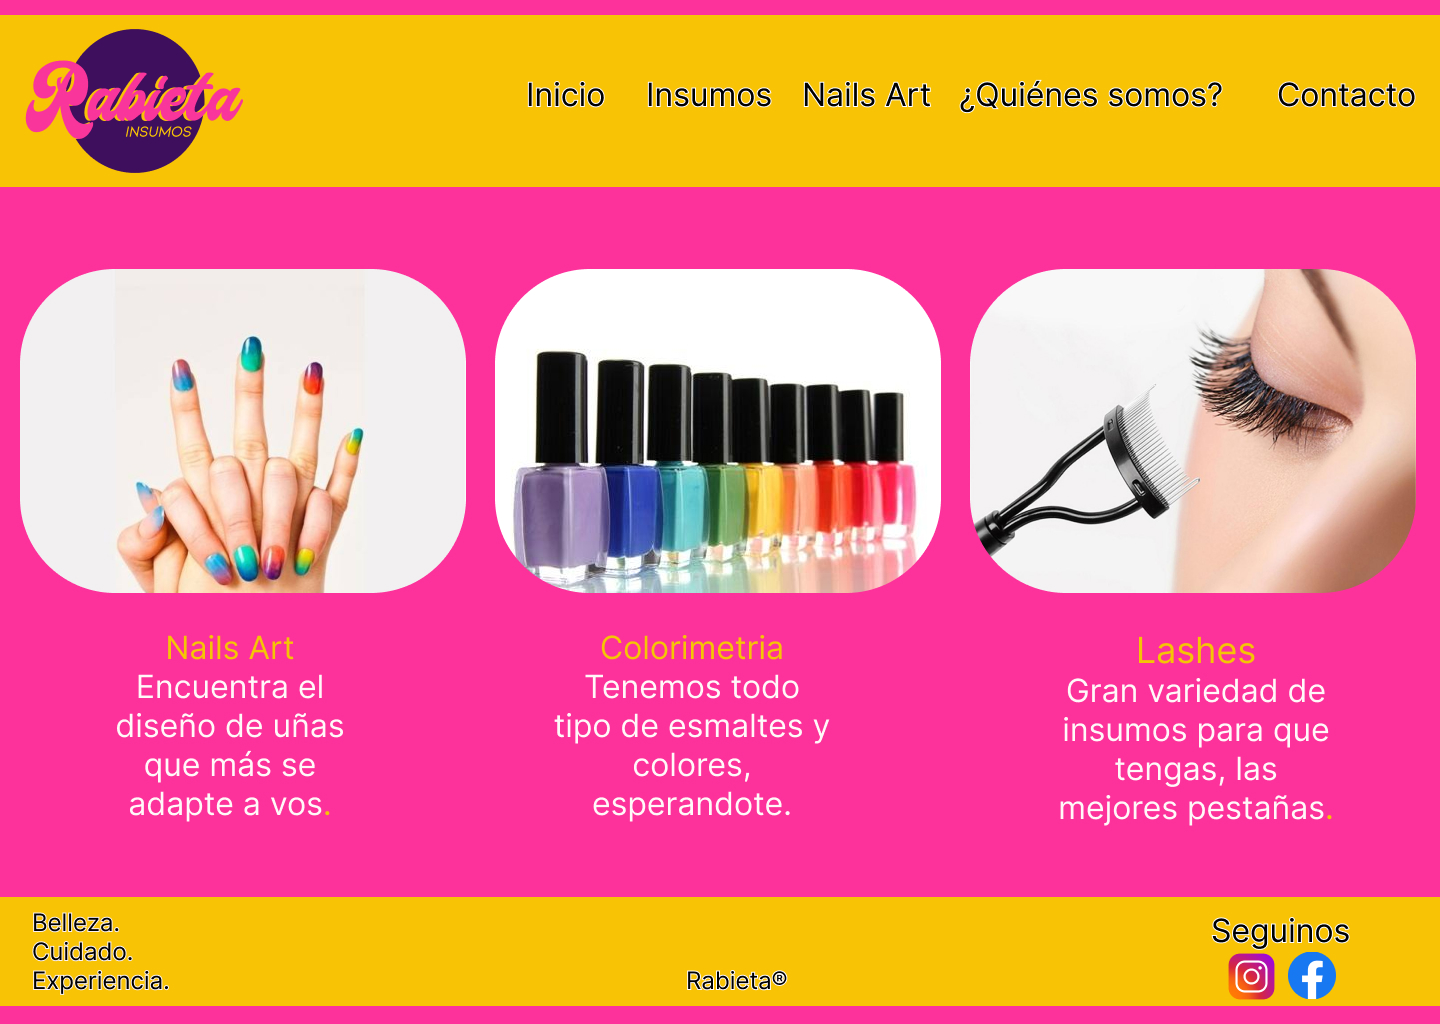 Rabieta
INSUMOS
Inicio Insumos Nails Art ¿Quiénes somos? Contacto
Nails Art
Encuentra el
diseño de uñas
que más se
adapte a vos.
Colorimetria
Tenemos todo
tipo de esmaltes y
colores,
esperandote.
Lashes
Gran variedad de
insumos para que
tengas, las
mejores pestañas.
Belleza.
Cuidado.
Experiencia.
Rabieta®
Seguinos